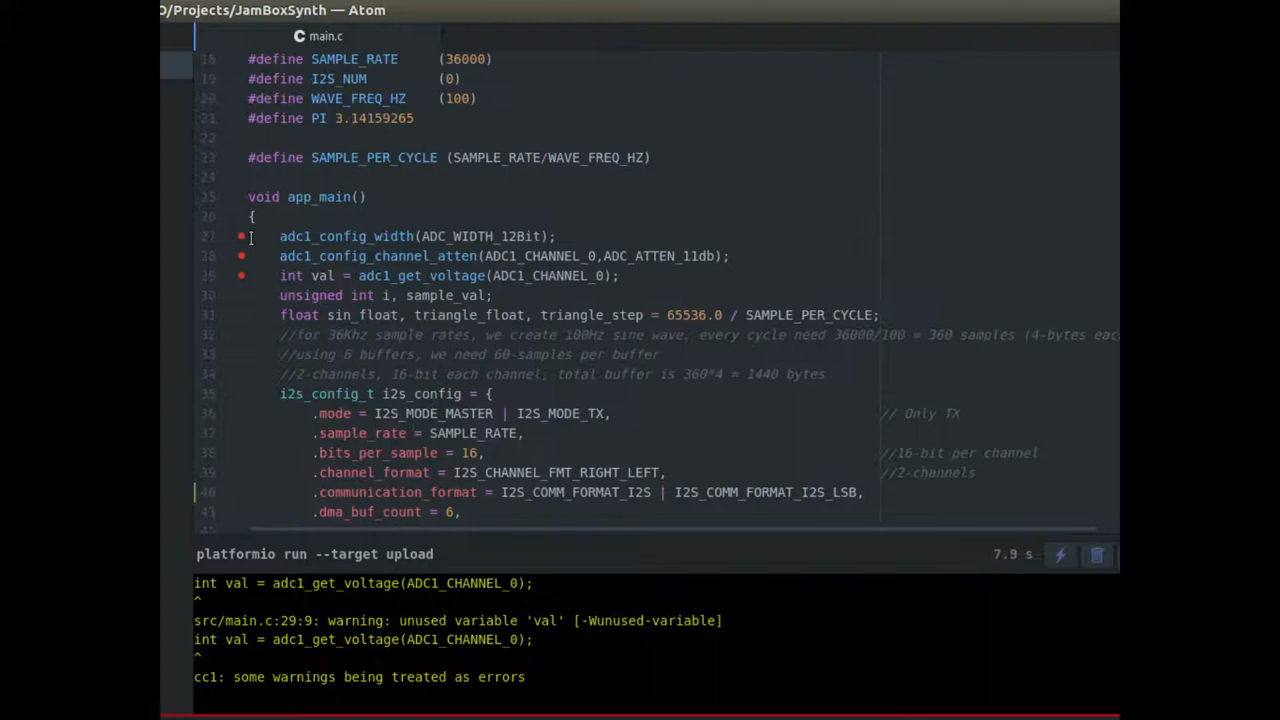 O/Projects/JamBoxSynth — Atom
main.c
18 #define SAMPLE_RATE (36000)
19 #define I2S_NUM (0)
20 #define WAVE_FREQ_HZ (100)
21 #define PI 3.14159265
22
23 #define SAMPLE_PER_CYCLE (SAMPLE_RATE/WAVE_FREQ_HZ)
24
25 void app_main()
26 {
27 adc1_config_width(ADC_WIDTH_12Bit);
28 adc1_config_channel_atten(ADC1_CHANNEL_0,ADC_ATTEN_11db);
29 int val = adc1_get_voltage(ADC1_CHANNEL_0);
30 unsigned int i, sample_val;
31 float sin_float, triangle_float, triangle_step = 65536.0 / SAMPLE_PER_CYCLE;
32 //for 36Khz sample rates, we create 100Hz sine wave, every cycle need 36000/100 = 360 samples (4-bytes eac
33 //using 6 buffers, we need 60-samples per buffer
34 //2-channels, 16-bit each channel, total buffer is 360*4 = 1440 bytes
35 i2s_config_t i2s_config = {
36 .mode = I2S_MODE_MASTER | I2S_MODE_TX, // Only TX
37 .sample_rate = SAMPLE_RATE,
38 .bits_per_sample = 16, //16-bit per channel
39 .channel_format = I2S_CHANNEL_FMT_RIGHT_LEFT, //2-channels
40 .communication_format = I2S_COMM_FORMAT_I2S | I2S_COMM_FORMAT_I2S_LSB,
41 .dma_buf_count = 6,
platformio run --target upload 7.9 s
int val = adc1_get_voltage(ADC1_CHANNEL_0);
^
src/main.c:29:9: warning: unused variable 'val' [-Wunused-variable]
int val = adc1_get_voltage(ADC1_CHANNEL_0);
^
cc1: some warnings being treated as errors